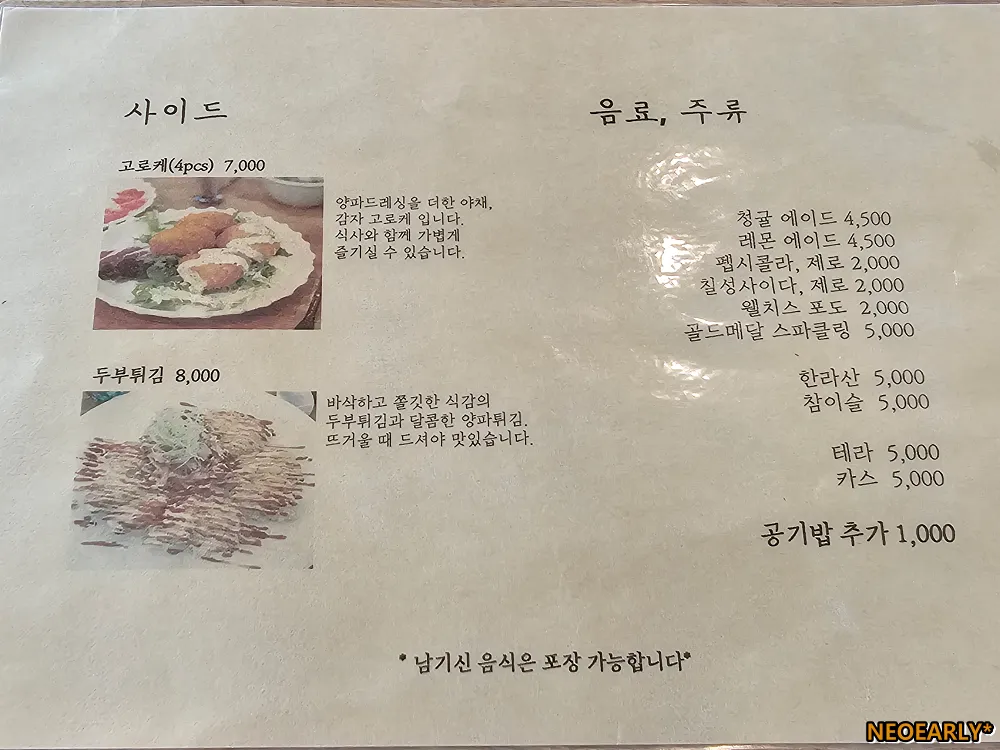 사이드
고로케(4pcs) 7,000
양파드레싱을 더한 야채,
감자 고로케 입니다.
식사와 함께 가볍게
즐기실 수 있습니다.
두부튀김 8,000
바삭하고 쫄깃한 식감의
두부튀김과 달콤한 양파튀김.
뜨거울 때 드셔야 맛있습니다.
음료, 주류
청귤 에이드 4,500
레몬 에이드 4,500
펩시콜라, 제로 2,000
칠성사이다, 제로 2,000
웰치스 포도 2,000
골드메달 스파클링 5,000
한라산 5,000
참이슬 5,000
테라 5,000
카스 5,000
공기밥 추가 1,000
* 남기신 음식은 포장 가능합니다*
NEOEARLY*